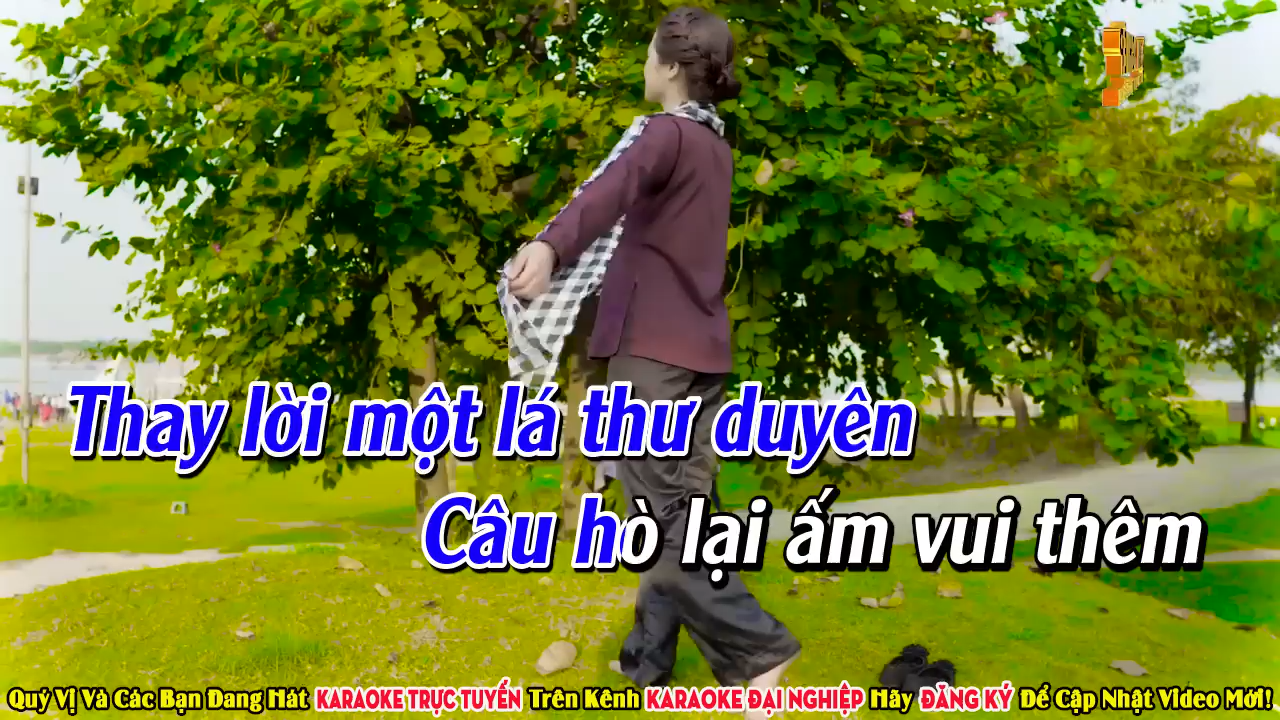 Thay lời một lá thư duyên
Câu hò lại ấm vui thêm
Quý Vị Và Các Bạn Đang Hát KARAOKE TRỰC TUYẾN Trên Kênh KARAOKE ĐẠI NGHIỆP Hãy ĐĂNG KÝ Để Cập Nhật Video Mới!